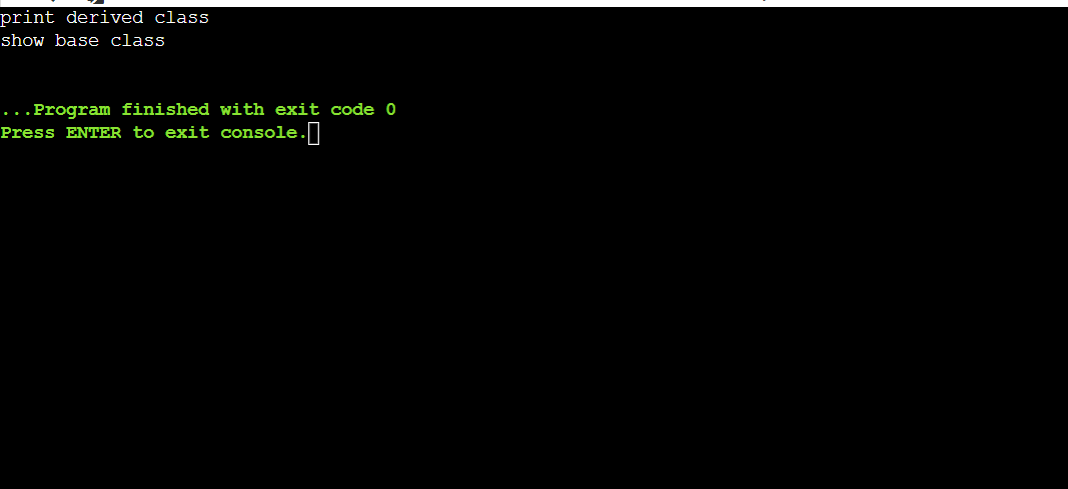 print derived class
show base class
...Program finished with exit code 0
Press ENTER to exit console.